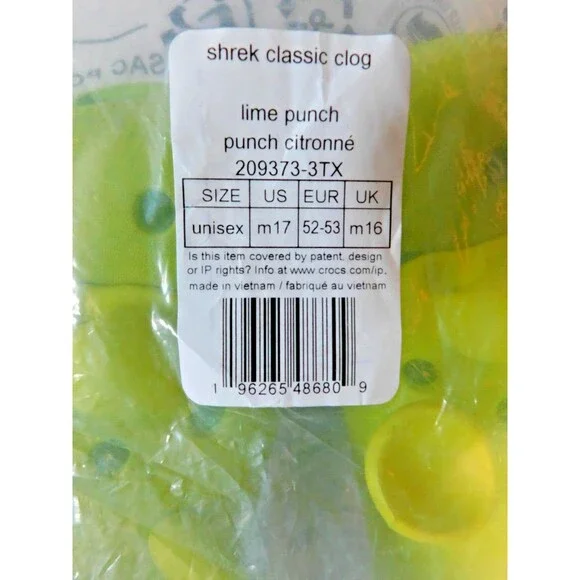 shrek classic clog
lime punch
punch citronné
209373-3TX
SIZE US EUR UK
unisex m17 52-53 m16
Is this item covered by patent, design
or IP rights? Info at www.crocs.com/ip.
made in vietnam / fabriqué au vietnam
1 96265 48680 9